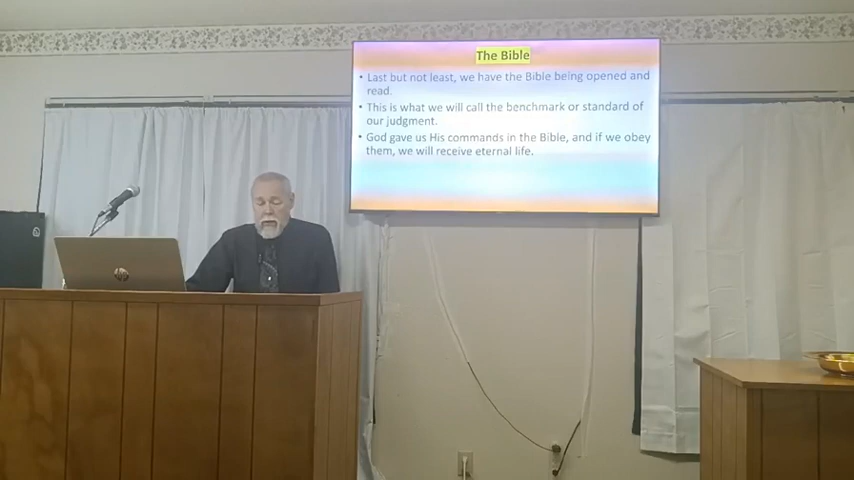 The Bible
• Last but not least, we have the Bible being opened and
read.
• This is what we will call the benchmark or standard of
our judgment.
• God gave us His commands in the Bible, and if we obey
them, we will receive eternal life.
hp